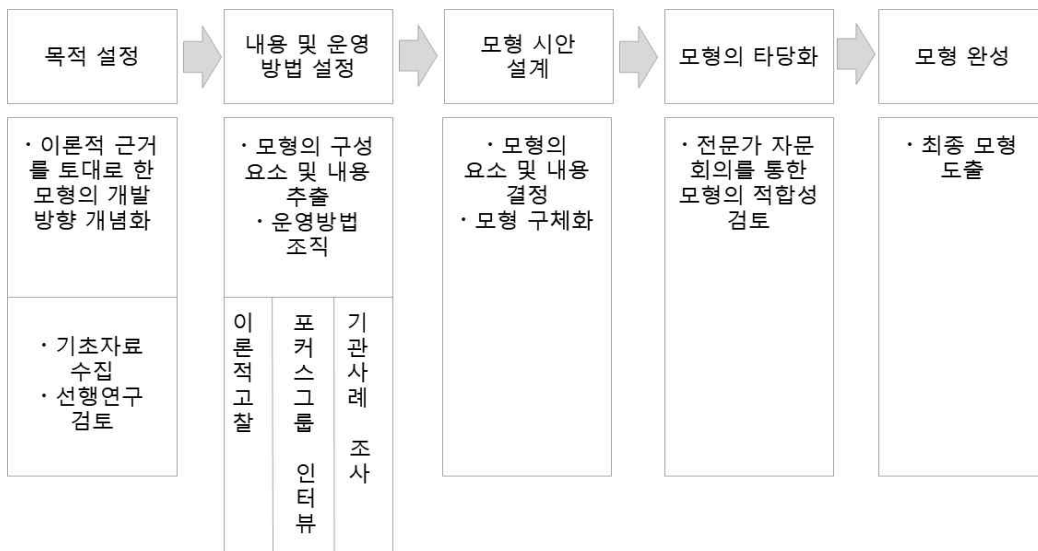 목적 설정
내용 및 운영
방법 설정
모형 시안
설계
모형의 타당화
모형 완성
· 이론적 근거
를 토대로 한
모형의 개발
방향 개념화
· 기초자료
수집
· 선행연구
검토
· 모형의 구성
요소 및 내용
추출
· 운영방법
조직
이론적고찰
포커스그룹 인터뷰
기관사례 조사
· 모형의
요소 및 내용
결정
· 모형 구체화
· 전문가 자문
회의를 통한
모형의 적합성
검토
· 최종 모형
도출